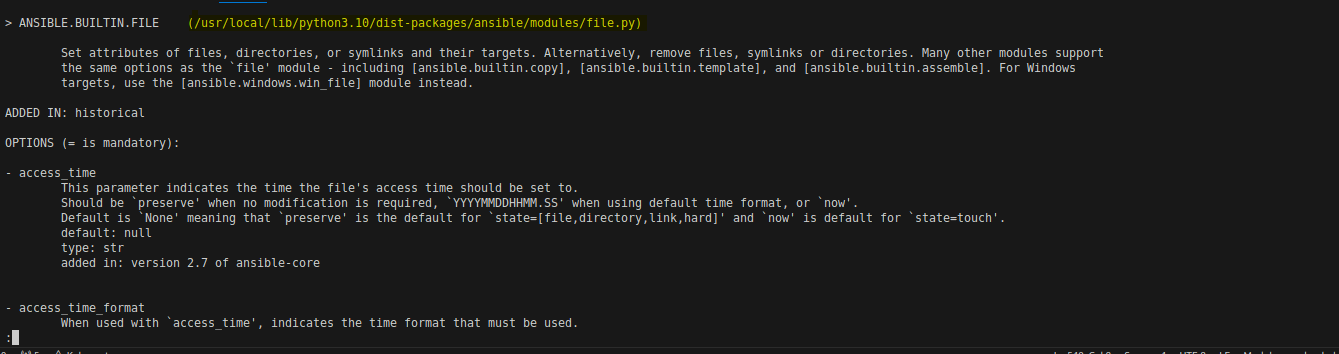 > ANSIBLE.BUILTIN.FILE (/usr/local/lib/python3.10/dist-packages/ansible/modules/file.py)
Set attributes of files, directories, or symlinks and their targets. Alternatively, remove files, symlinks or directories. Many other modules support
the same options as the `file' module - including [ansible.builtin.copy], [ansible.builtin.template], and [ansible.builtin.assemble]. For Windows
targets, use the [ansible.windows.win_file] module instead.
ADDED IN: historical
OPTIONS (= is mandatory):
- access_time
This parameter indicates the time the file's access time should be set to.
Should be `preserve' when no modification is required, `YYYYMMDDHHMM.SS' when using default time format, or `now'.
Default is `None' meaning that `preserve' is the default for `state=[file,directory,link,hard]' and `now' is default for `state=touch'.
default: null
type: str
added in: version 2.7 of ansible-core
- access_time_format
When used with `access_time', indicates the time format that must be used.
: